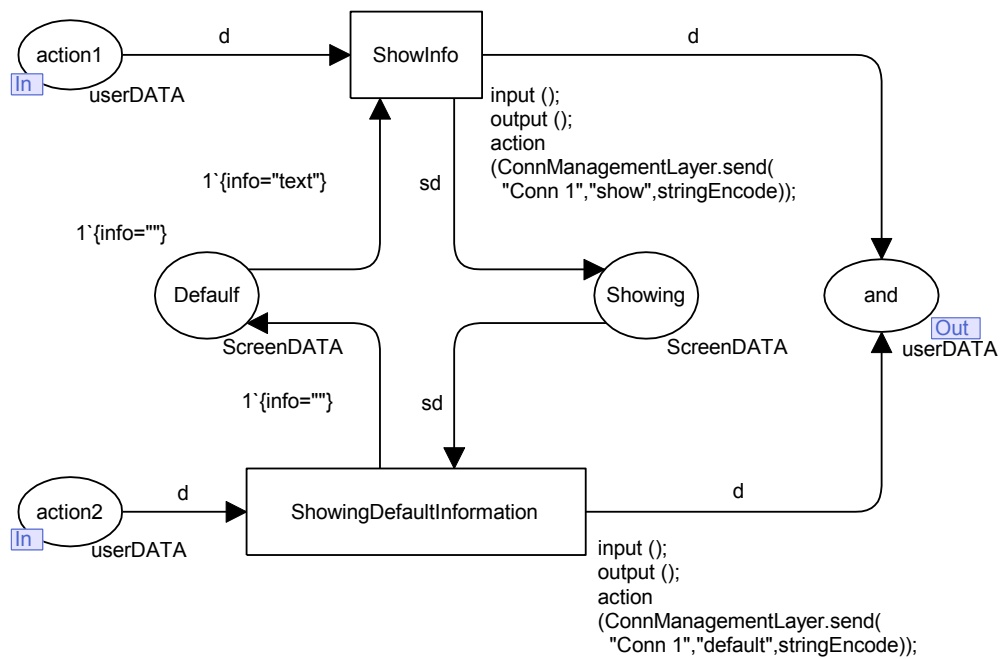 action1
In
userDATA
d
ShowInfo
d
input ();
output ();
action
(ConnManagementLayer.send(
"Conn 1","show",stringEncode));
1`{info="text"}
sd
1`{info=""}
Defaulf
ScreenDATA
Showing
ScreenDATA
and
Out
userDATA
1`{info=""}
sd
action2
In
userDATA
d
ShowingDefaultInformation
d
input ();
output ();
action
(ConnManagementLayer.send(
"Conn 1","default",stringEncode));